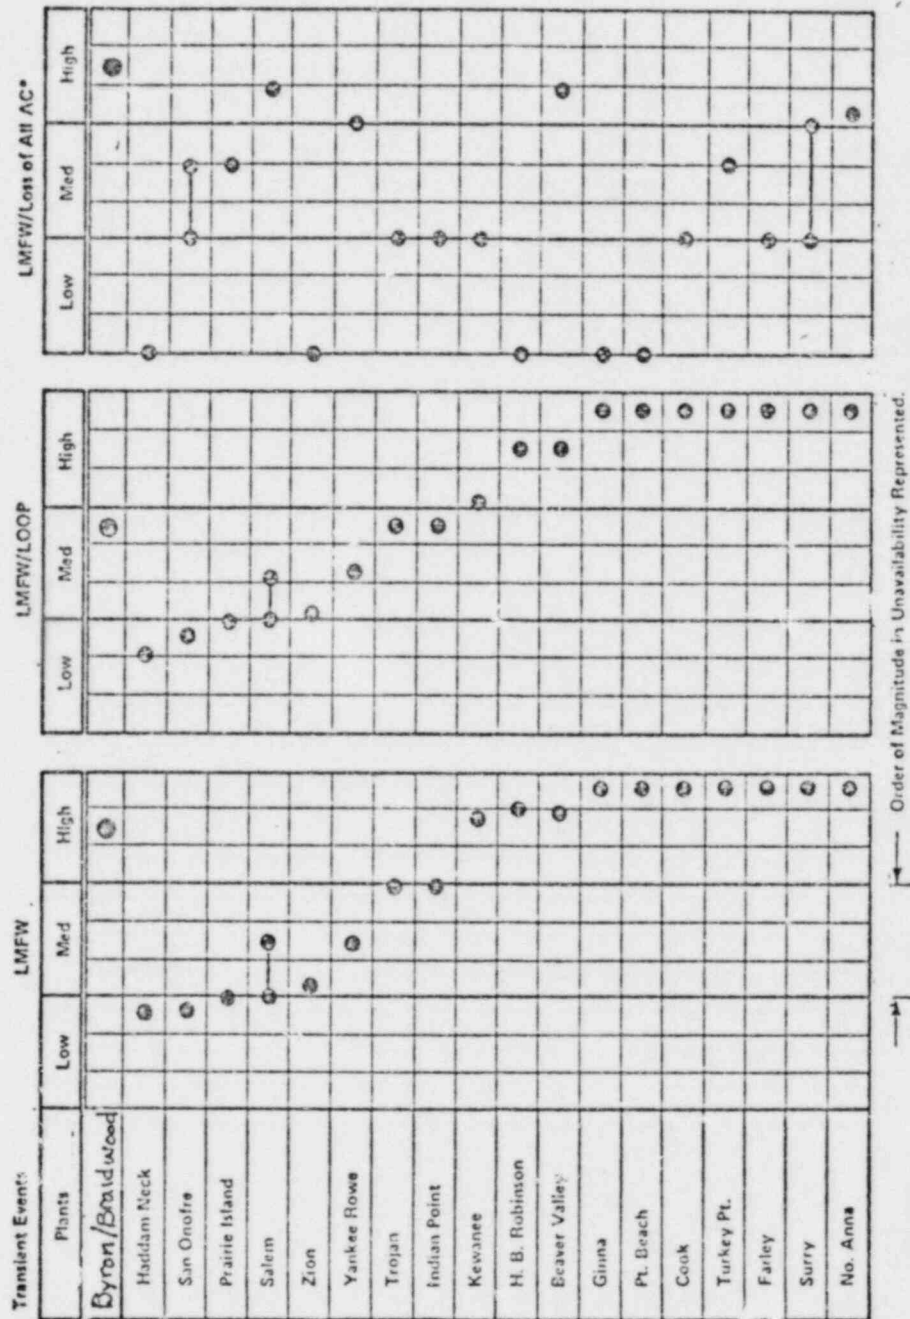 Transient Events
LMFW
LMFW/LOOP
LMFW/Loss of All AC*
Plants
Low
Med
High
Low
Med
High
Low
Med
High
Byron/Braidwood
Haddam Neck
San Onofre
Prairie Island
Salem
Zion
Yankee Rowe
Trojan
Indian Point
Kewanee
H. B. Robinson
Beaver Valley
Ginna
Pt. Beach
Cook
Turkey Pt.
Farley
Surry
No. Anna
Order of Magnitude in Unavailability Represented.